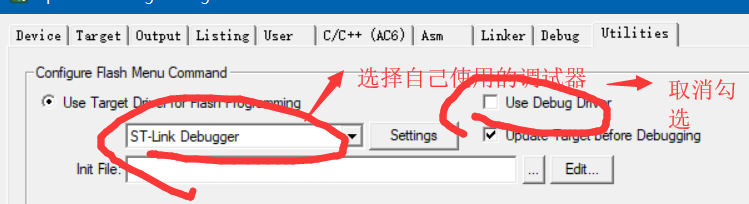 Device Target Output Listing User C/C++ (AC6) Asm Linker Debug Utilities
Configure Flash Menu Command
选择自己使用的调试器
Use Target Driver for Flash Programming
Use Debug Driver
取消勾
选
ST-Link Debugger
Settings
Update Target before Debugging
Init File:
...
Edit...